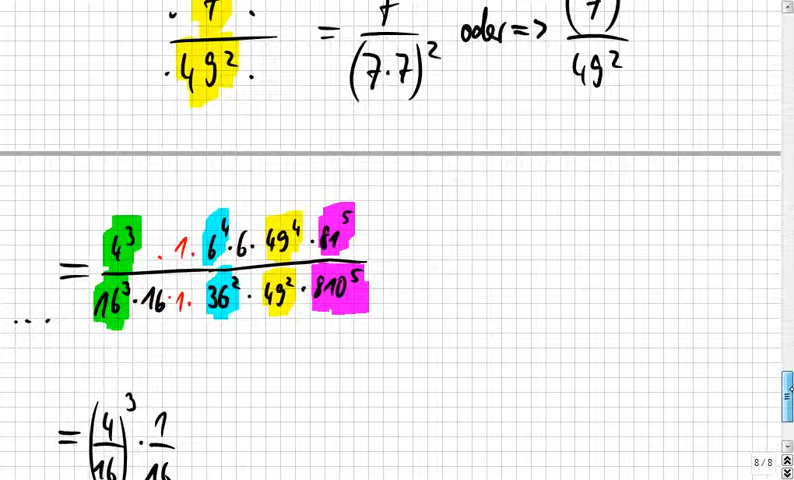 · 7 · / · 49² · = 7 / (7·7)² oder => (7) / 49²
= 4³ · 1 · 6⁴ · 6 · 49⁴ · 81⁵ / 16³ · 16 · 1 · 36² · 49² · 810⁵
...
= (4/16)³ · 1/16
8 / 8